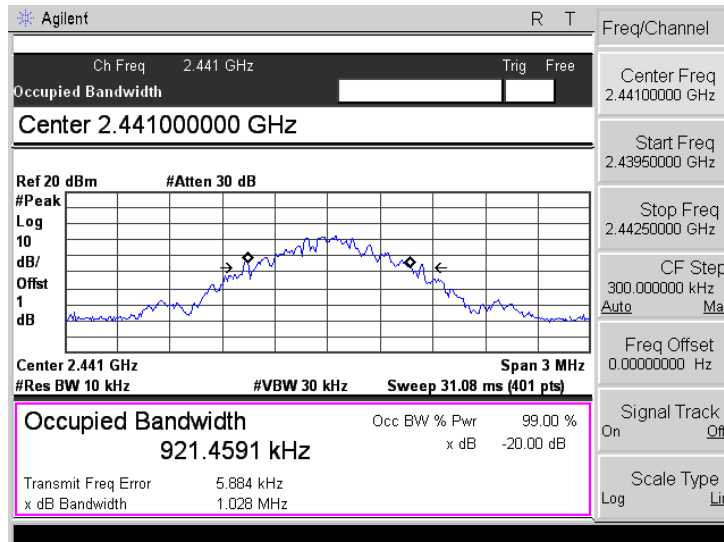 Agilent R T
Ch Freq 2.441 GHz Trig Free
Occupied Bandwidth
Center 2.441000000 GHz
Ref 20 dBm #Atten 30 dB
#Peak
Log
10
dB/
Offst
1
dB
Center 2.441 GHz Span 3 MHz
#Res BW 10 kHz #VBW 30 kHz Sweep 31.08 ms (401 pts)
Occupied Bandwidth Occ BW % Pwr 99.00 %
921.4591 kHz x dB -20.00 dB
Transmit Freq Error 5.884 kHz
x dB Bandwidth 1.028 MHz
Freq/Channel
Center Freq
2.44100000 GHz
Start Freq
2.43950000 GHz
Stop Freq
2.44250000 GHz
CF Step
300.000000 kHz
Auto Ma
Freq Offset
0.00000000 Hz
Signal Track
On Off
Scale Type
Log Lin